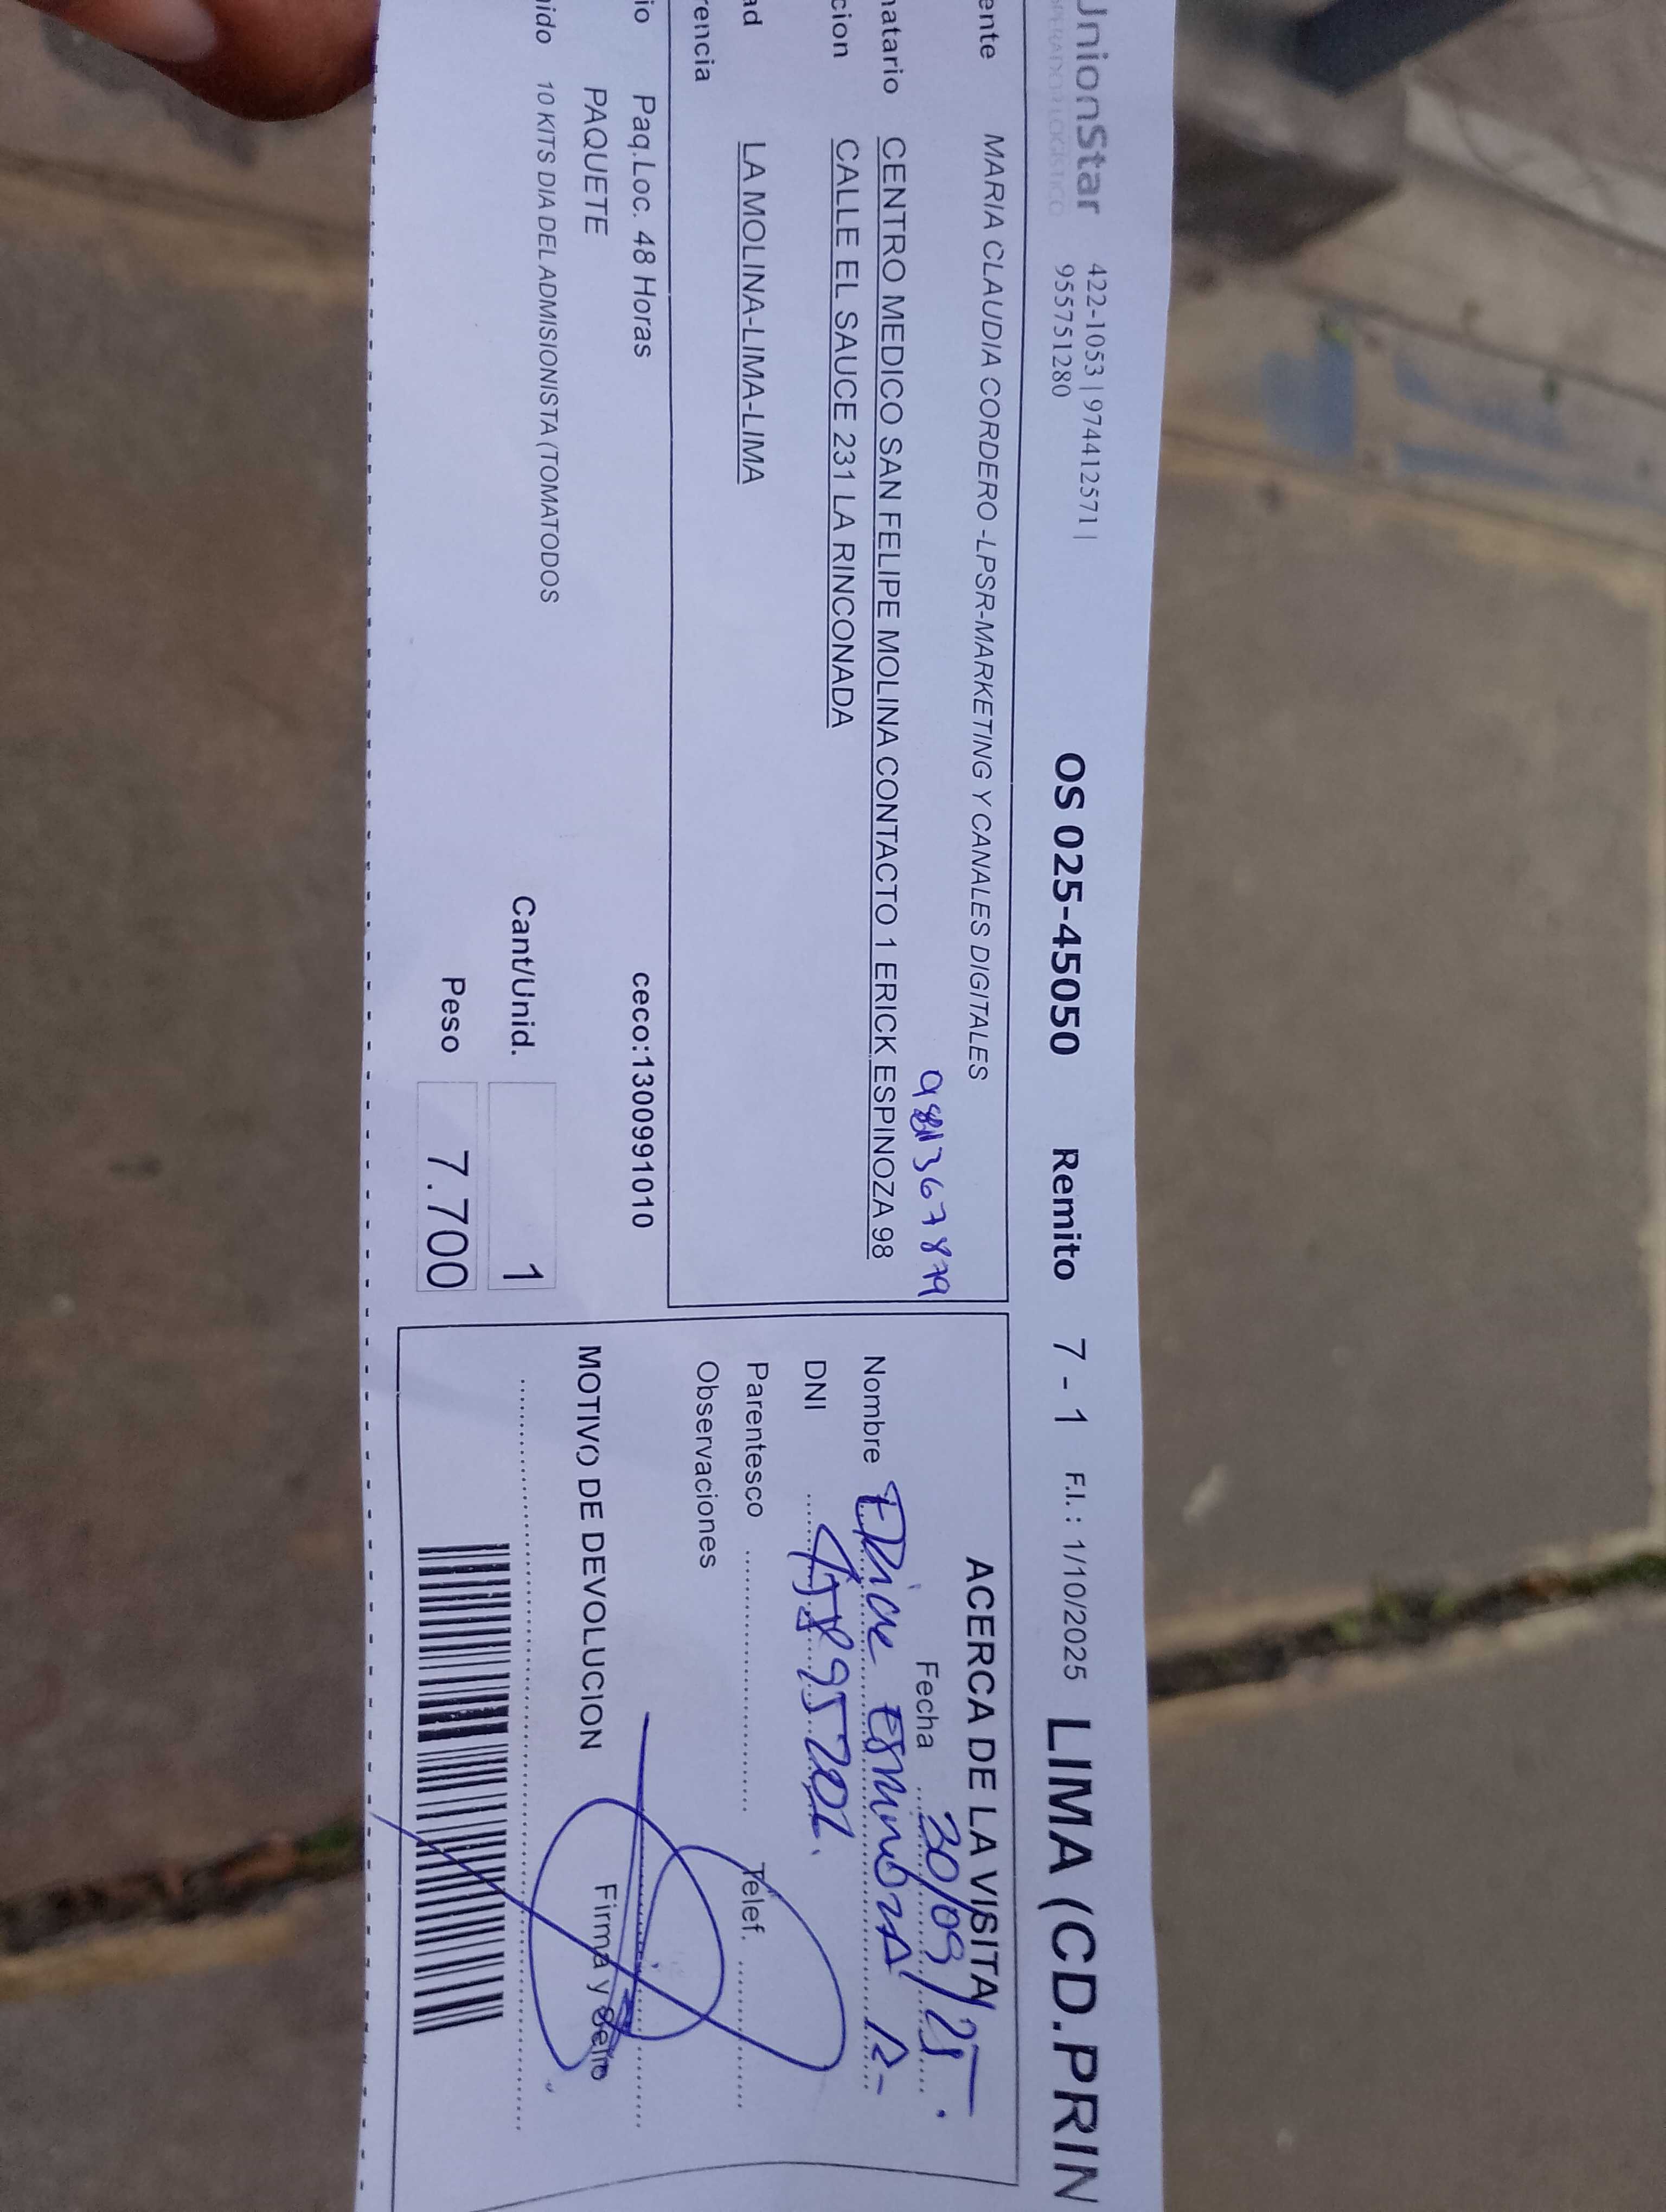 UnionStar 422-1053 | 974412571 | OS 025-45050 Remito 7 - 1 F.I. : 1/10/2025 LIMA (CD.PRIN
OPERADOR LOGISTICO 955751280
ente MARIA CLAUDIA CORDERO -LPSR-MARKETING Y CANALES DIGITALES
981367879
natario CENTRO MEDICO SAN FELIPE MOLINA CONTACTO 1 ERICK ESPINOZA 98
cion CALLE EL SAUCE 231 LA RINCONADA
ad LA MOLINA-LIMA-LIMA
rencia
io Paq.Loc. 48 Horas ceco:1300991010
PAQUETE
nido 10 KITS DIA DEL ADMISIONISTA (TOMATODOS
Cant/Unid. 1
Peso 7.700
ACERCA DE LA VISITA
Fecha 30/09/25.
Nombre
DNI
Parentesco Telef.
Observaciones
Firma y Sello
MOTIVO DE DEVOLUCION